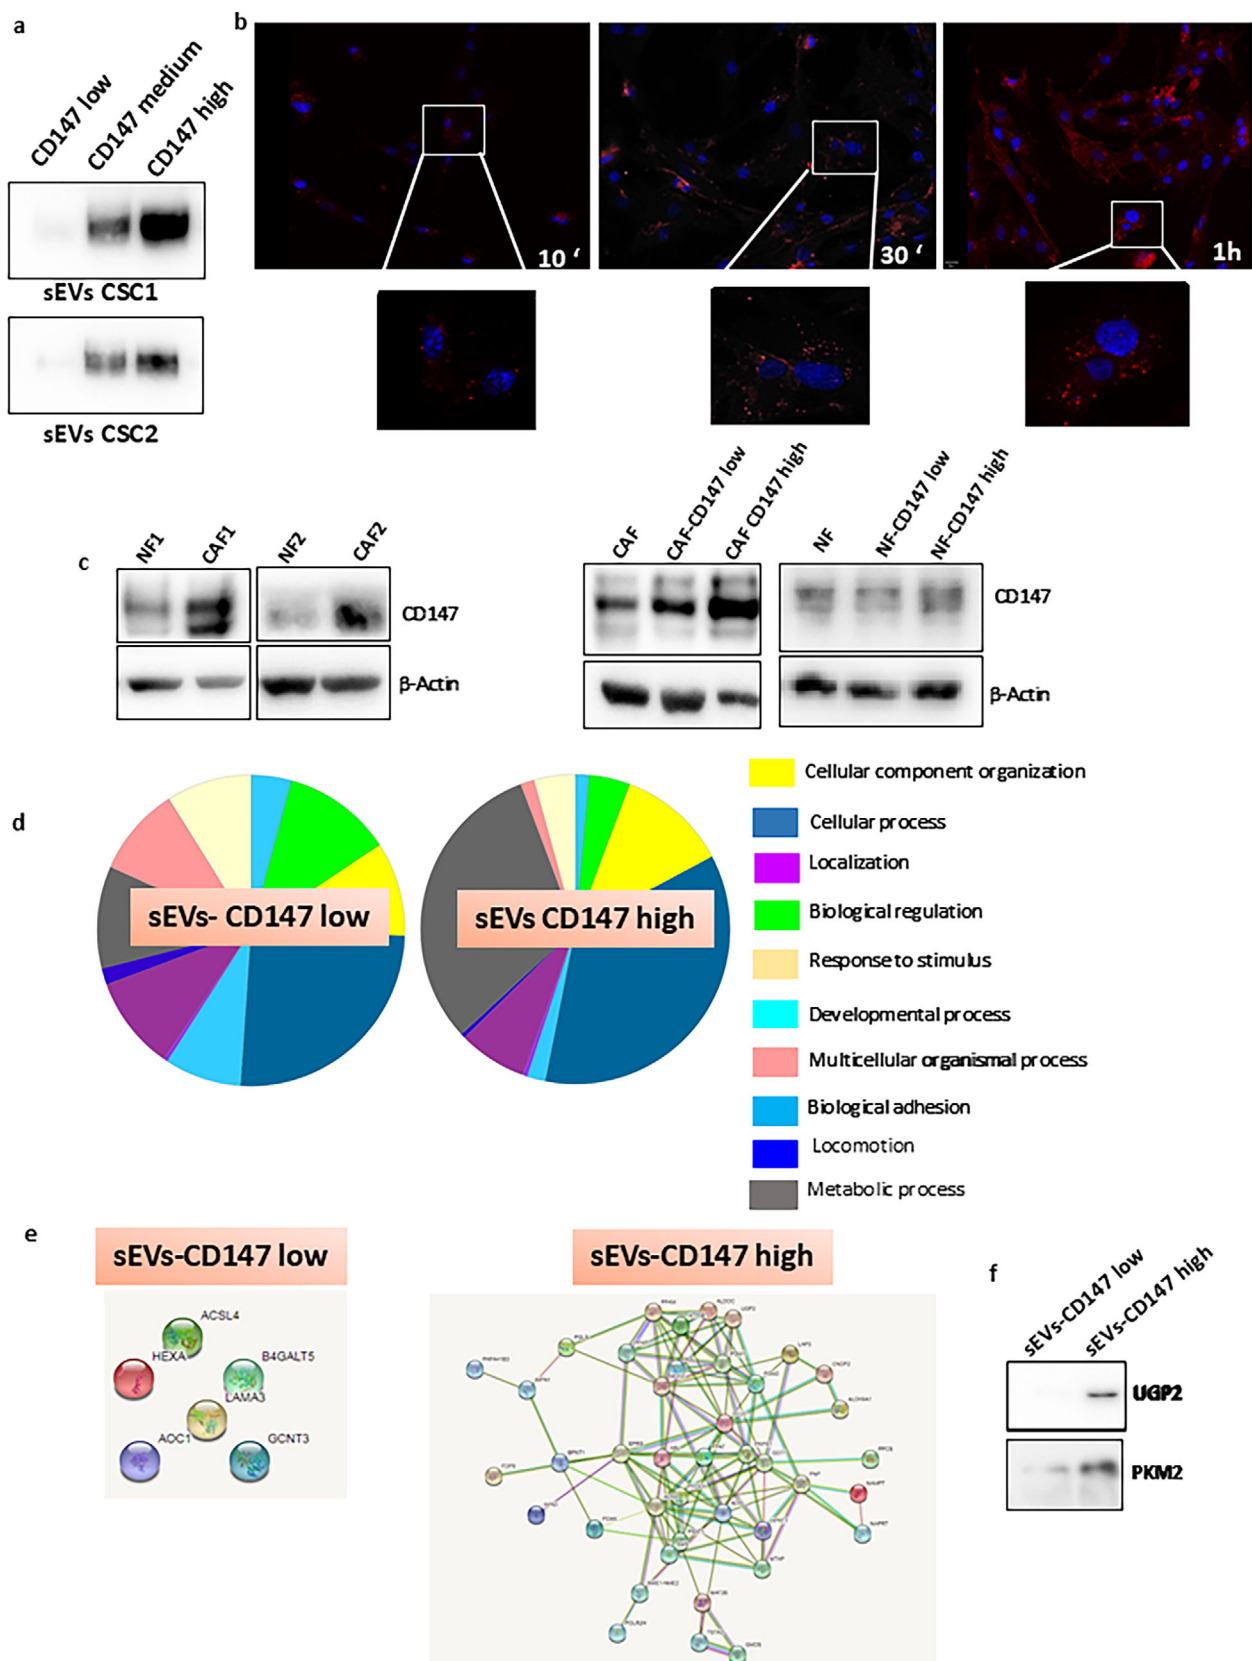 a
CD147 low
CD147 medium
CD147 high
sEVs CSC1
sEVs CSC2
b
10 ‘
30 ‘
1h
c
NF1
CAF1
NF2
CAF2
CD147
β-Actin
CAF
CAF-CD147 low
CAF CD147 high
NF
NF-CD147 low
NF-CD147 high
CD147
β-Actin
d
sEVs- CD147 low
sEVs CD147 high
Cellular component organization
Cellular process
Localization
Biological regulation
Response to stimulus
Developmental process
Multicellular organismal process
Biological adhesion
Locomotion
Metabolic process
e
sEVs-CD147 low
ACSL4
HEXA
B4GALT5
LAMA3
AOC1
GCNT3
sEVs-CD147 high
UGP2
NAMPT
NAPRT
MTAP
f
sEVs-CD147 low
sEVs-CD147 high
UGP2
PKM2